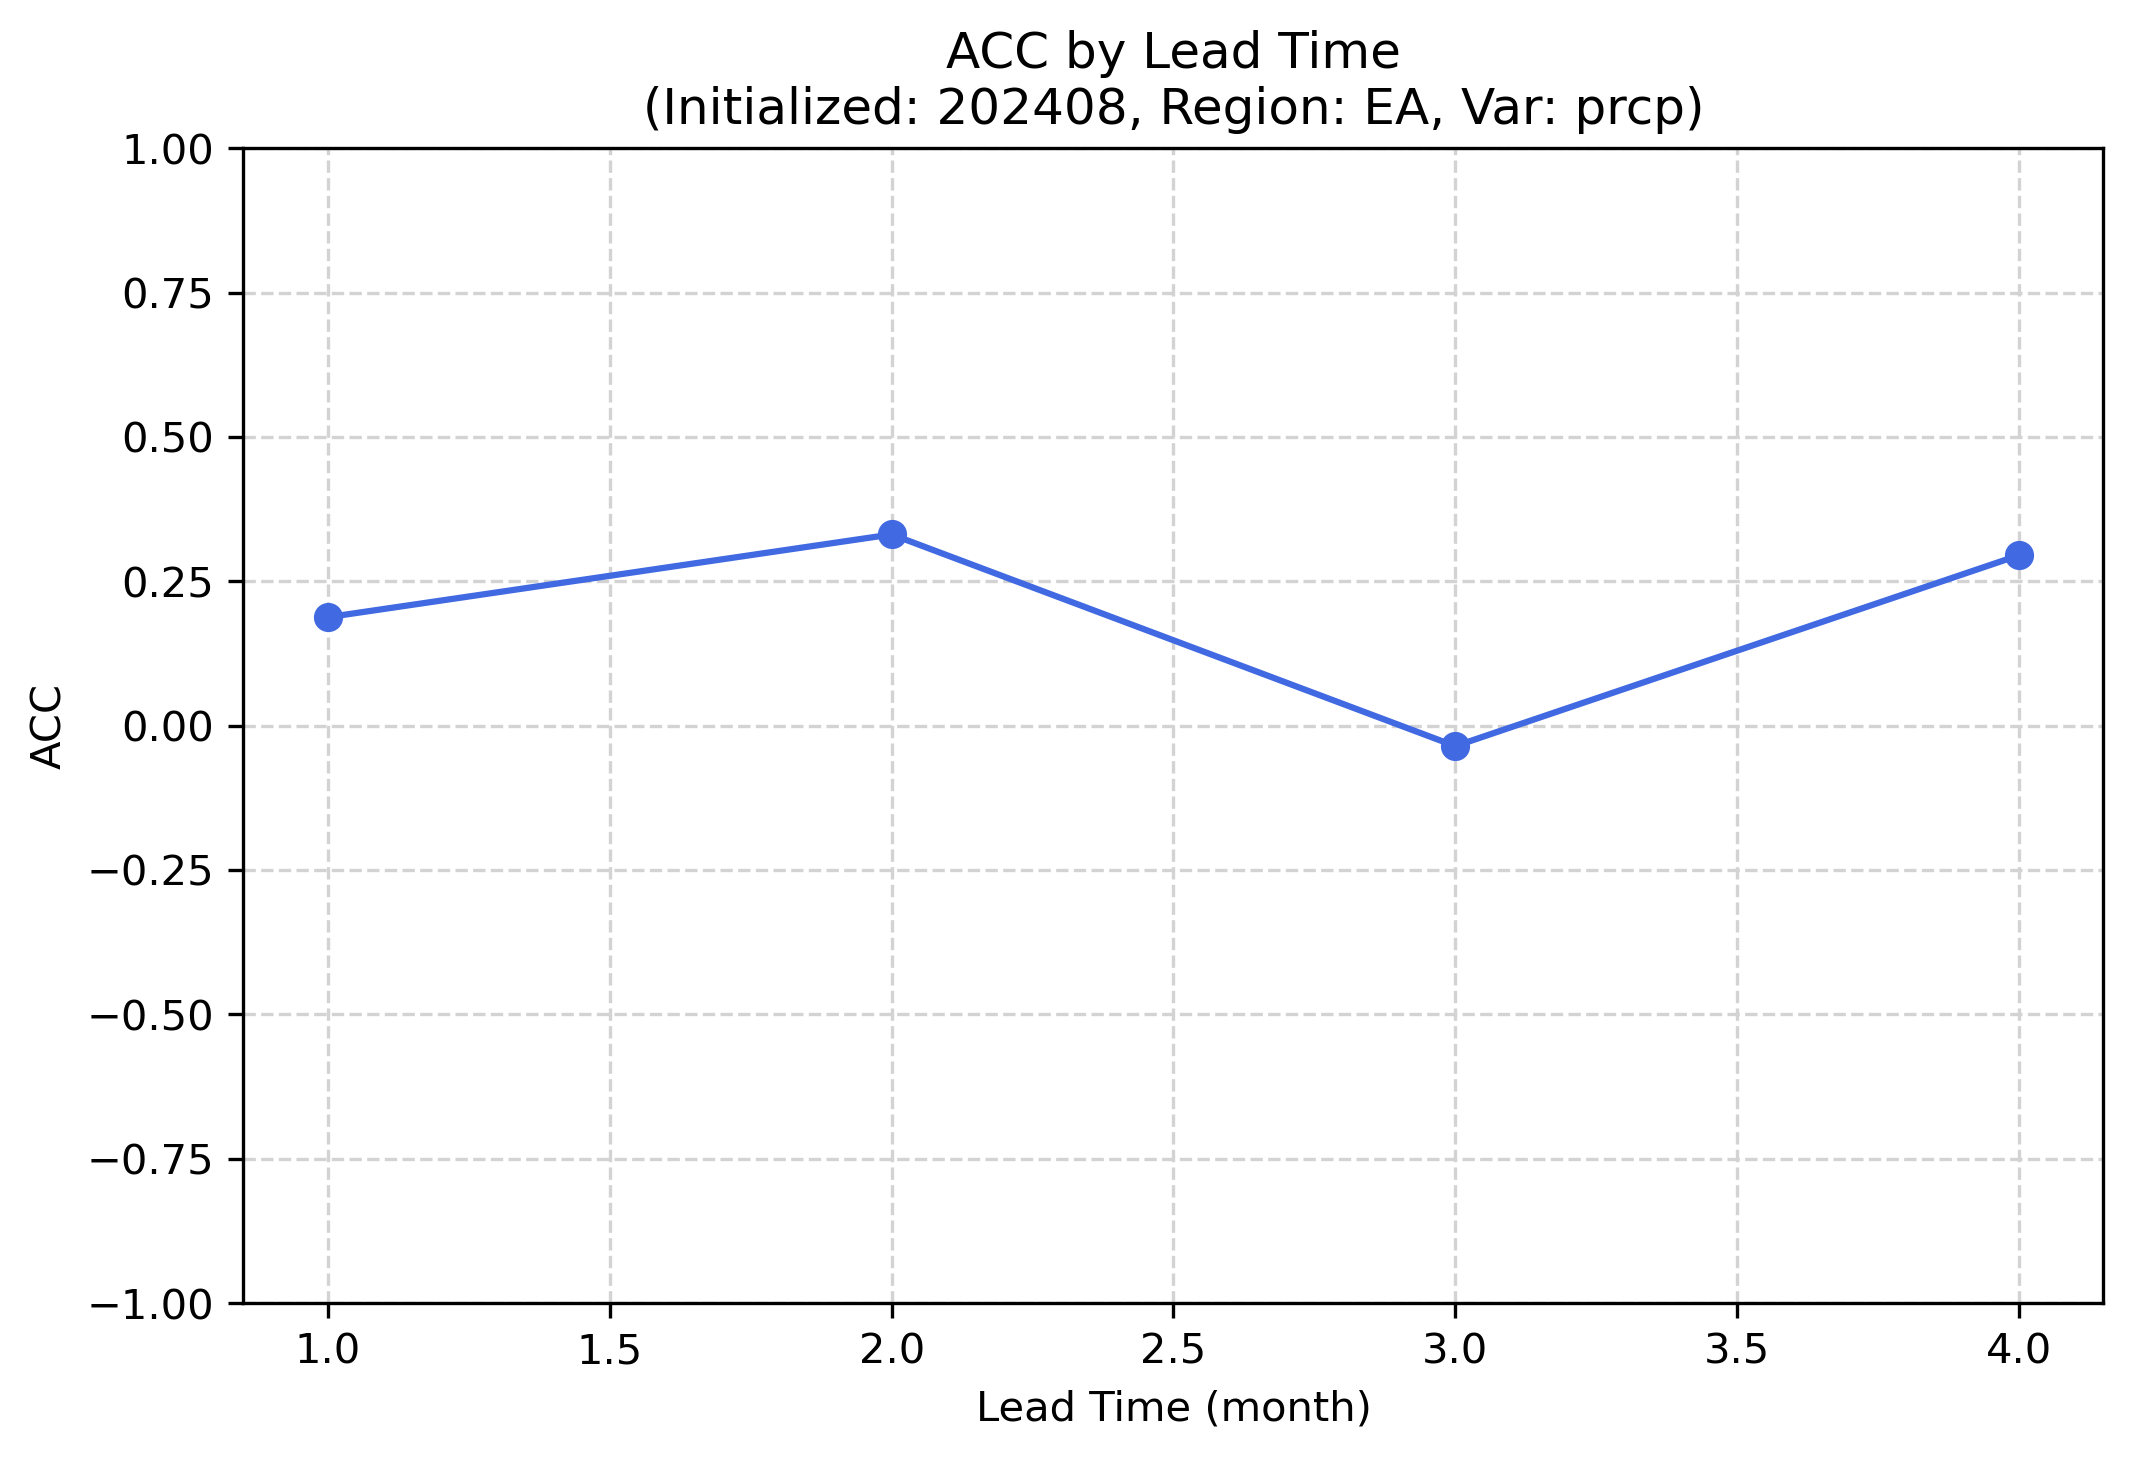 ACC by Lead Time
(Initialized: 202408, Region: EA, Var: prcp)
1.00
0.75
0.50
0.25
0.00
−0.25
−0.50
−0.75
−1.00
ACC
1.0 1.5 2.0 2.5 3.0 3.5 4.0
Lead Time (month)